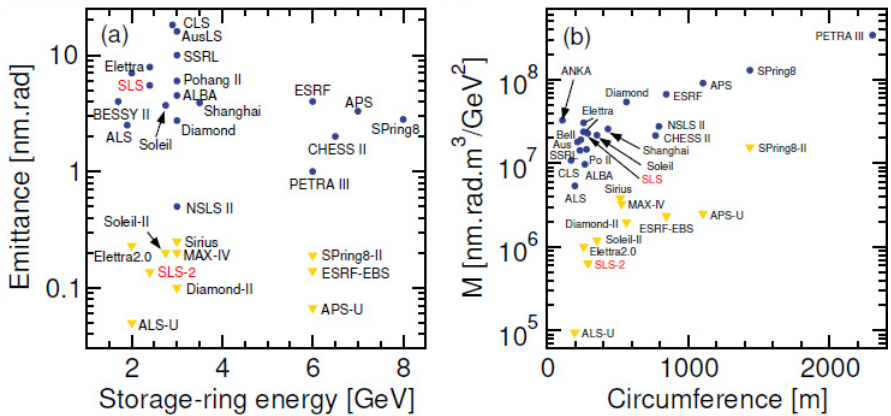 (a)
Emittance [nm.rad]
10
1
0.1
CLS
AusLS
Elettra
SSRL
SLS
Pohang II
ALBA
BESSY II
Shanghai
ALS
Soleil
Diamond
ESRF
APS
SPring8
CHESS II
PETRA III
NSLS II
Soleil-II
Sirius
Elettra2.0
MAX-IV
SPring8-II
SLS-2
ESRF-EBS
Diamond-II
APS-U
ALS-U
2 4 6 8
Storage-ring energy [GeV]
(b)
M [nm.rad.m³/GeV²]
10⁸
10⁷
10⁶
10⁵
PETRA III
ANKA
SPring8
Diamond
APS
ESRF
Elettra
NSLS II
Bell
CHESS II
Aus
Shanghai
SPring8-II
SSRL
Po II
Soleil
CLS
ALBA
SLS
ALS
Sirius
MAX-IV
APS-U
Diamond-II
ESRF-EBS
Soleil-II
Elettra2.0
SLS-2
ALS-U
0 1000 2000
Circumference [m]